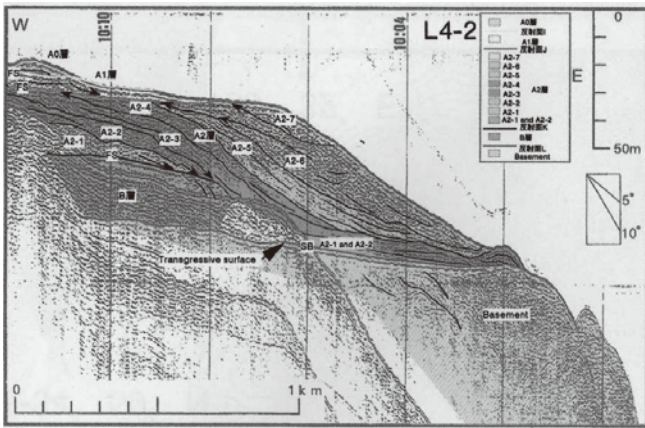 W
10:10
10:04
L4-2
A0層
反射面I
A1層
反射面J
A2-7
A2-6
A2-5
A2-4
A2-3
A2-2
A2-1
A2層
A2-1 and A2-2
反射面K
B層
反射面L
Basement
0
E
50m
5°
10°
A0層
FS
A1層
FS
A2-4
A2-7
A2-1
A2-2
A2-3
A2層
A2-5
FS
A2-6
B層
SB
A2-1 and A2-2
Transgressive surface
Basement
0
1 km